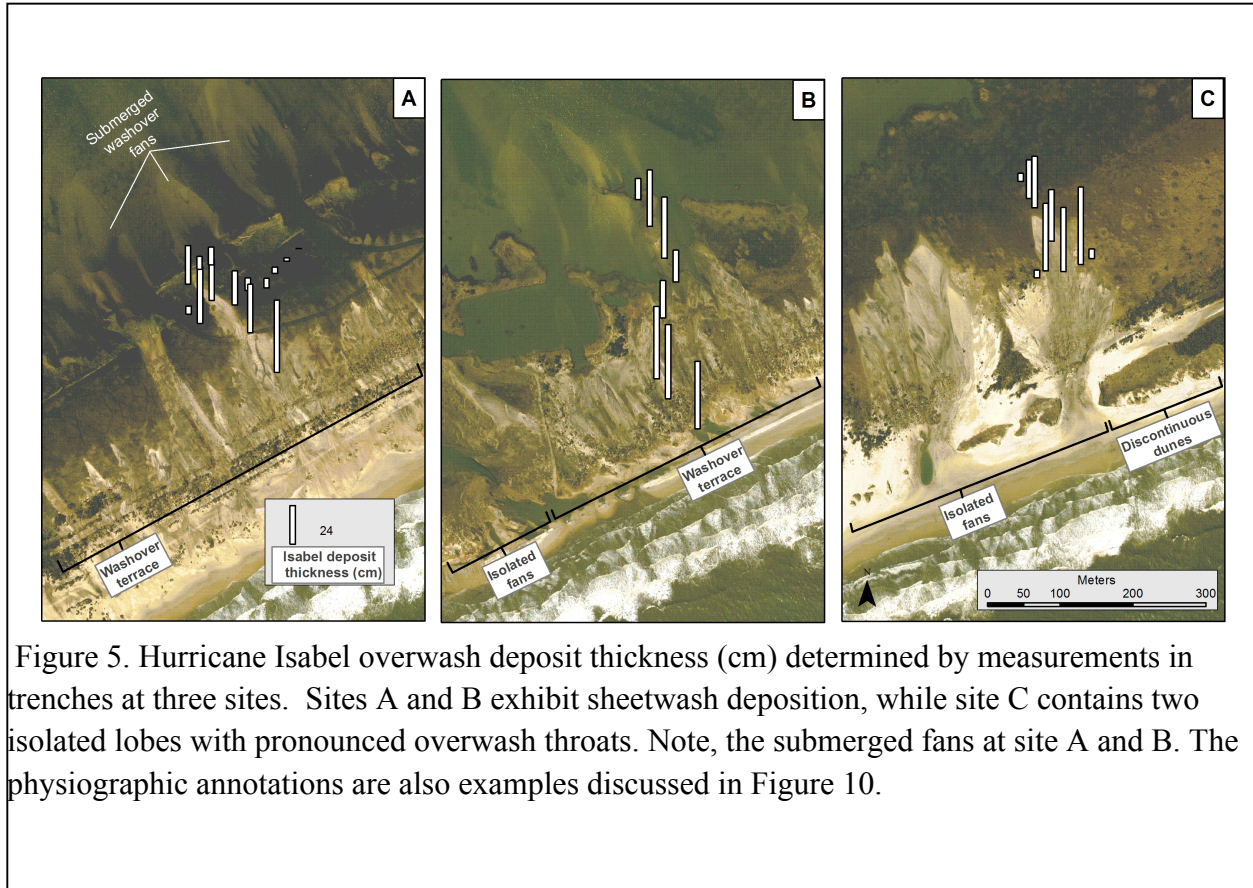 A
Submerged
washover
fans
Washover
terrace
24
Isabel deposit
thickness (cm)
B
Isolated
fans
Washover
terrace
C
Isolated
fans
Discontinuous
dunes
N
Meters
0 50 100 200 300
Figure 5. Hurricane Isabel overwash deposit thickness (cm) determined by measurements in
trenches at three sites. Sites A and B exhibit sheetwash deposition, while site C contains two
isolated lobes with pronounced overwash throats. Note, the submerged fans at site A and B. The
physiographic annotations are also examples discussed in Figure 10.